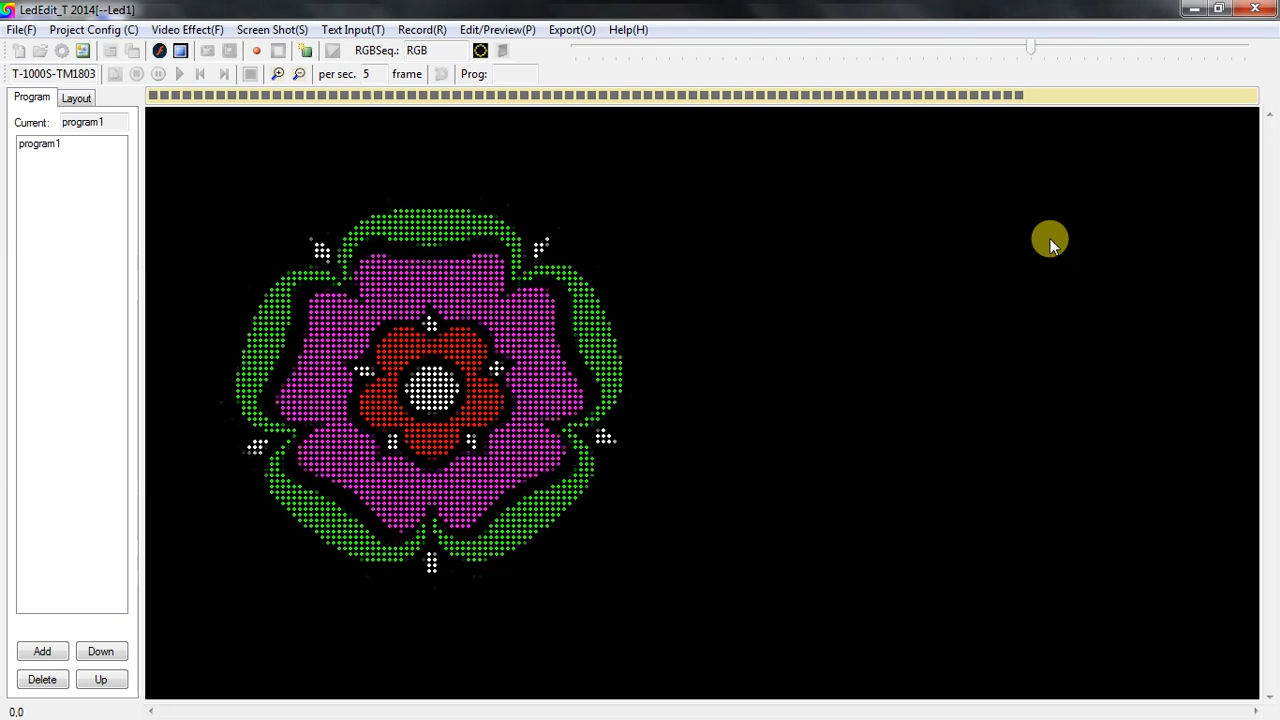 LedEdit_T 2014[--Led1]
File(F) Project Config (C) Video Effect(F) Screen Shot(S) Text Input(T) Record(R) Edit/Preview(P) Export(O) Help(H)
RGBSeq.: RGB
T-1000S-TM1803 per sec. 5 frame Prog:
Program Layout
Current: program1
program1
Add Down
Delete Up
0,0